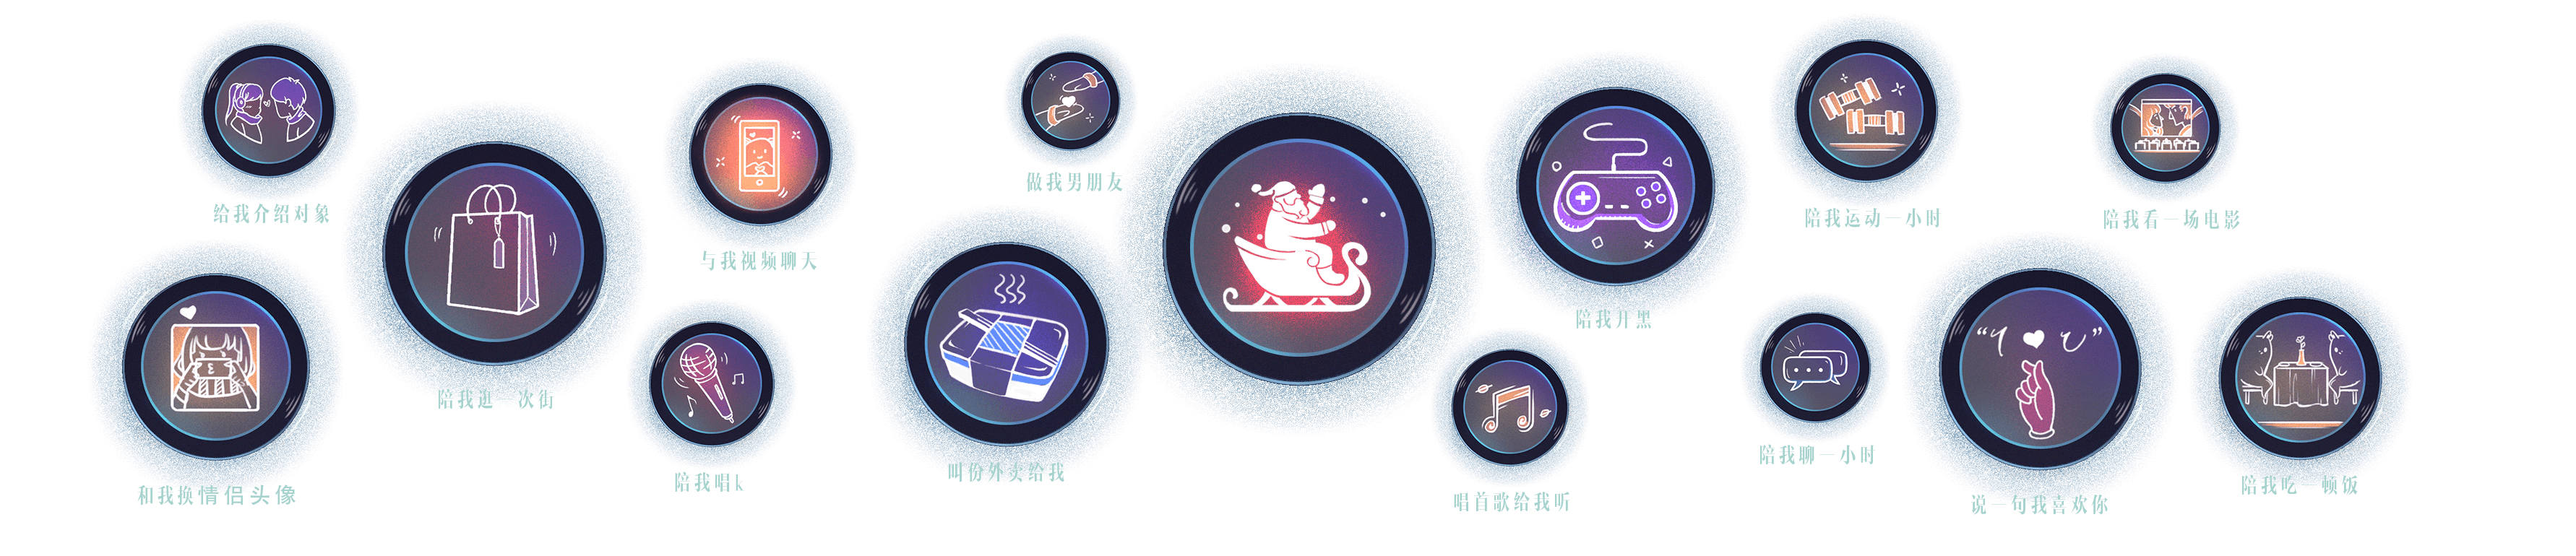 给我介绍对象
和我换情侣头像
陪我逛一次街
与我视频聊天
陪我唱k
做我男朋友
叫份外卖给我
陪我开黑
唱首歌给我听
陪我运动一小时
陪我聊一小时
陪我看一场电影
说一句我喜欢你
陪我吃一顿饭